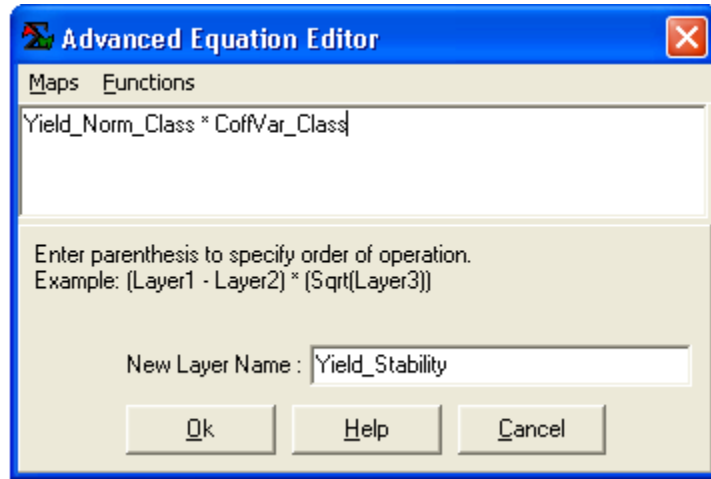 Advanced Equation Editor
Maps Functions
Yield_Norm_Class * CoffVar_Class
Enter parenthesis to specify order of operation.
Example: (Layer1 - Layer2) * (Sqrt(Layer3))
New Layer Name : Yield_Stability
Ok Help Cancel